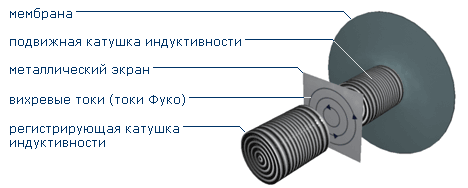 мембрана
подвижная катушка индуктивности
металлический экран
вихревые токи (токи Фуко)
регистрирующая катушка
индуктивности